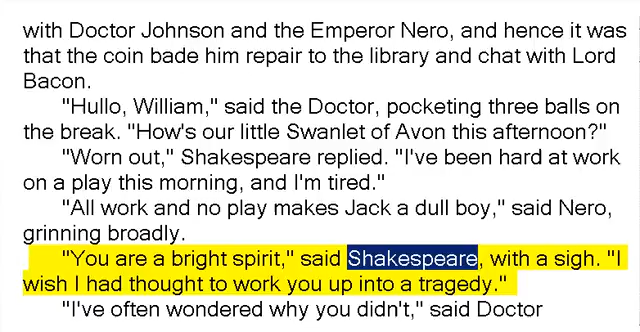 with Doctor Johnson and the Emperor Nero, and hence it was
that the coin bade him repair to the library and chat with Lord
Bacon.
"Hullo, William," said the Doctor, pocketing three balls on
the break. "How's our little Swanlet of Avon this afternoon?"
"Worn out," Shakespeare replied. "I've been hard at work
on a play this morning, and I'm tired."
"All work and no play makes Jack a dull boy," said Nero,
grinning broadly.
"You are a bright spirit," said Shakespeare, with a sigh. "I
wish I had thought to work you up into a tragedy."
"I've often wondered why you didn't," said Doctor